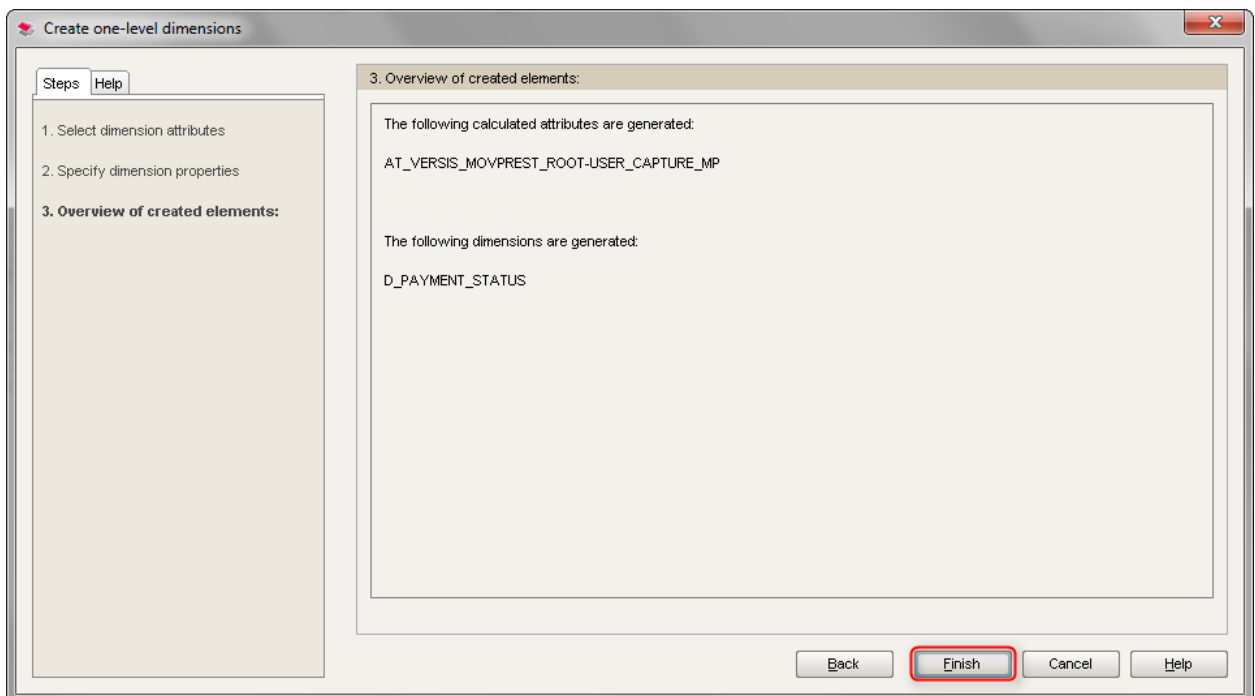 Create one-level dimensions
Steps
Help
1. Select dimension attributes
2. Specify dimension properties
3. Overview of created elements:
3. Overview of created elements:
The following calculated attributes are generated:
AT_VERSIS_MOVPREST_ROOT-USER_CAPTURE_MP
The following dimensions are generated:
D_PAYMENT_STATUS
Back
Finish
Cancel
Help